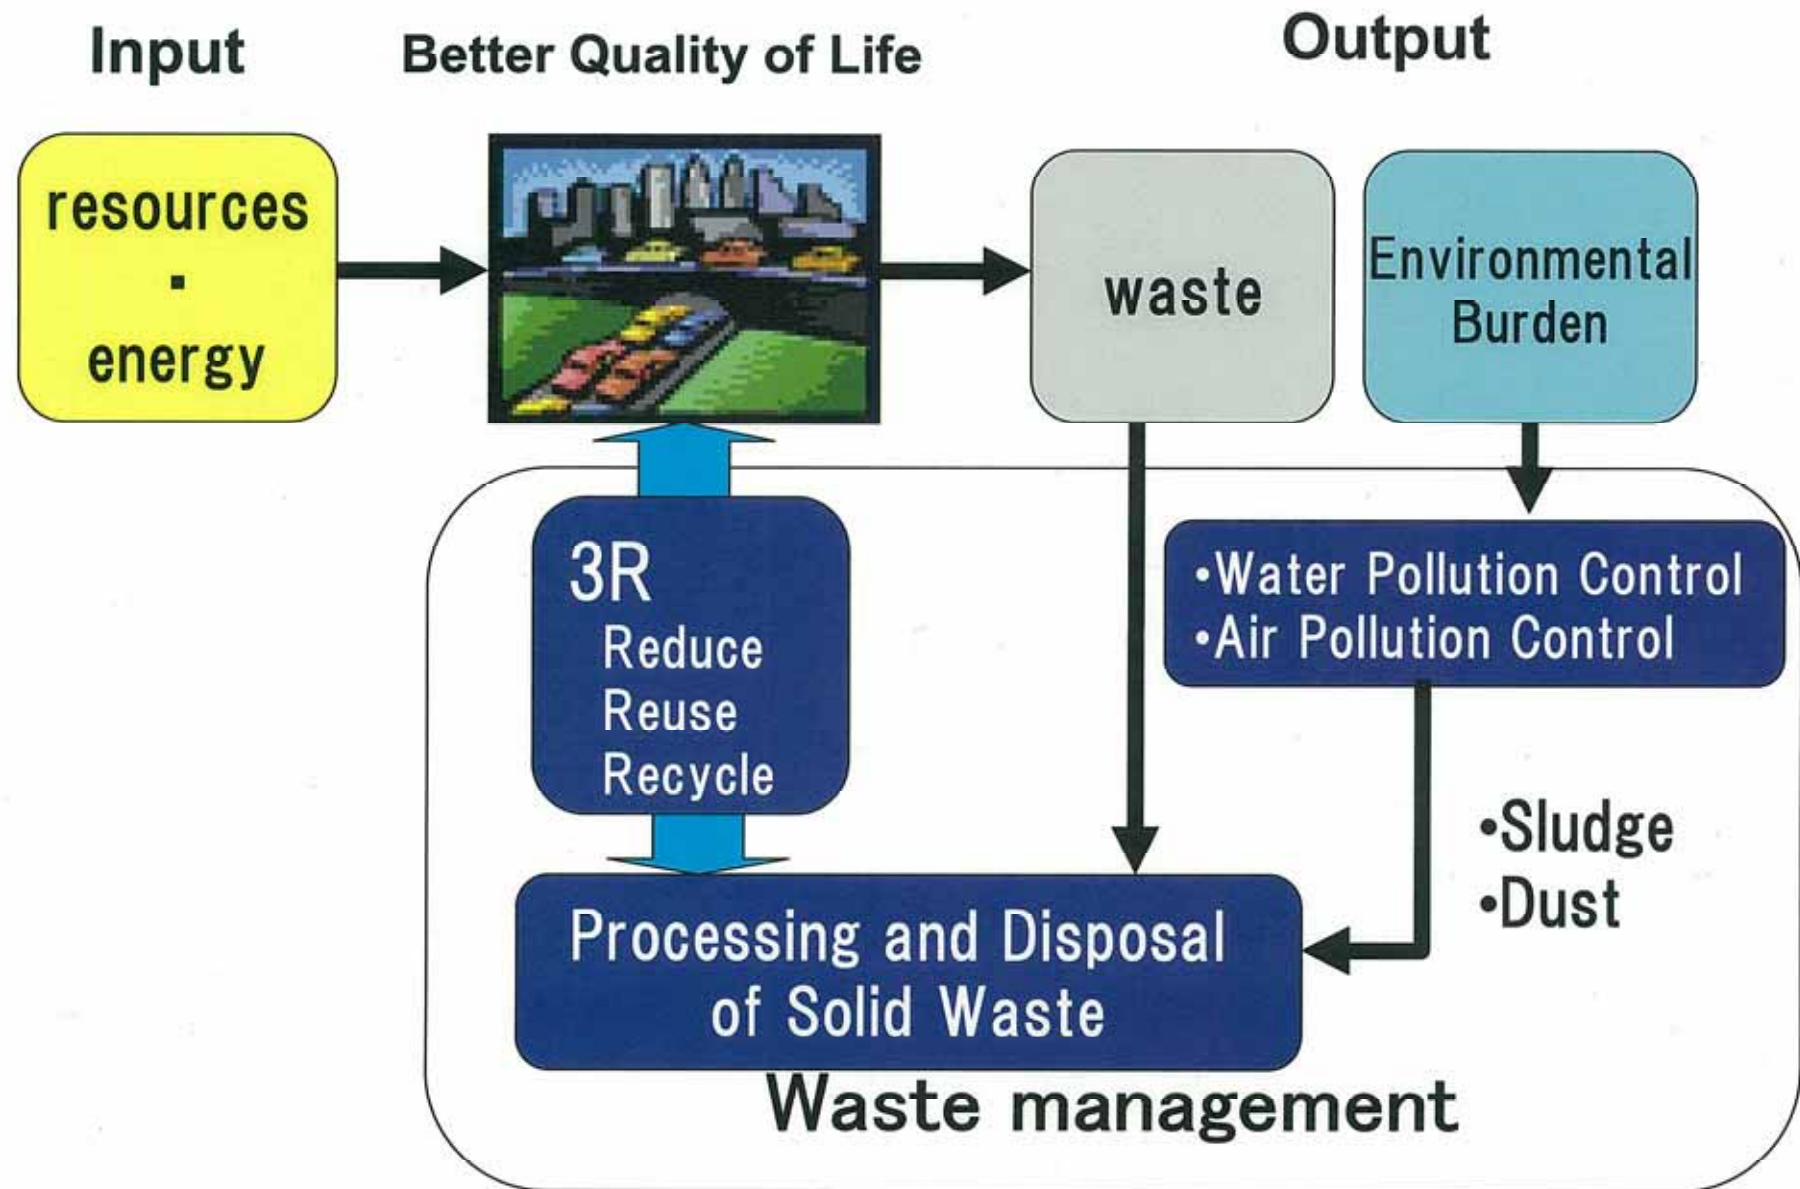 Input
Better Quality of Life
Output
resources
▪
energy
waste
Environmental
Burden
3R
Reduce
Reuse
Recycle
•Water Pollution Control
•Air Pollution Control
•Sludge
•Dust
Processing and Disposal
of Solid Waste
Waste management